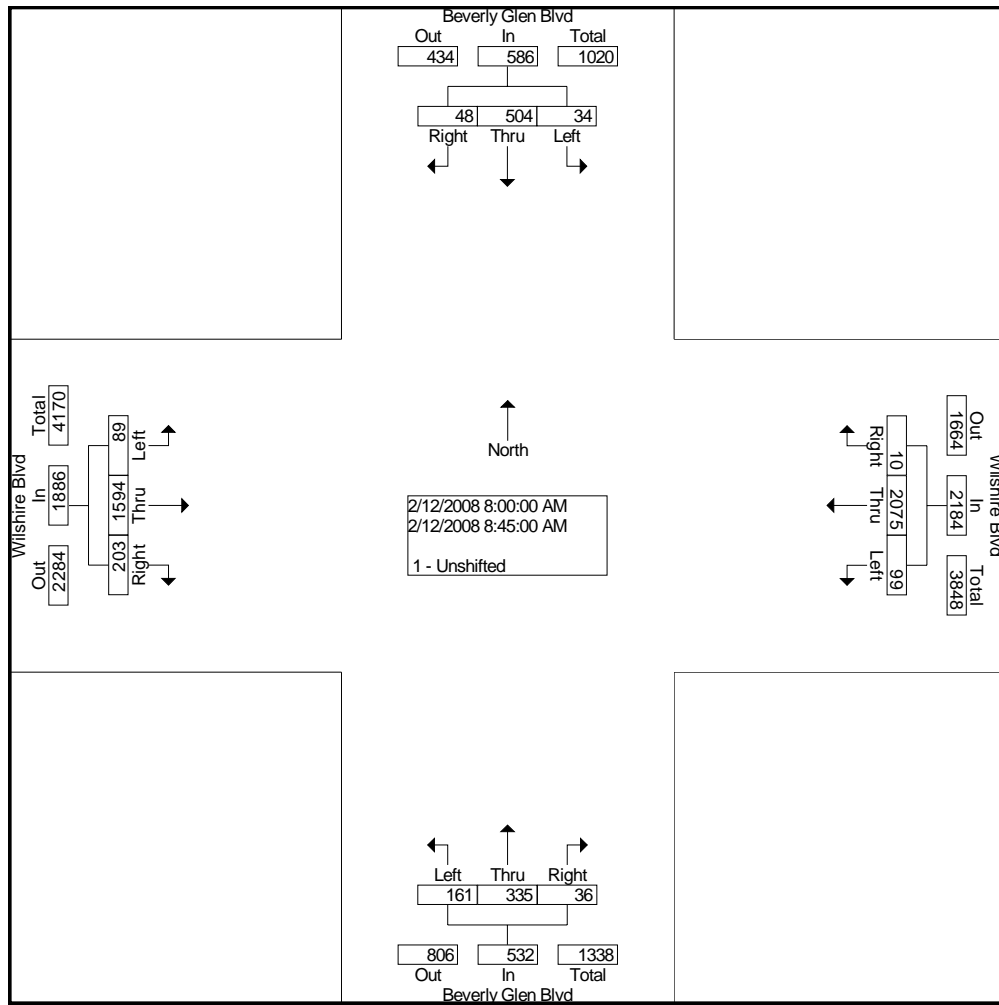 Beverly Glen Blvd
Out In Total
434 586 1020
48 504 34
Right Thru Left
Wilshire Blvd
Total In Out
4170 1886 2284
89 1594 203
Left Thru Right
North
2/12/2008 8:00:00 AM
2/12/2008 8:45:00 AM
1 - Unshifted
Right Thru Left
10 2075 99
Out In Total
1664 2184 3848
Wilshire Blvd
Left Thru Right
161 335 36
806 532 1338
Out In Total
Beverly Glen Blvd